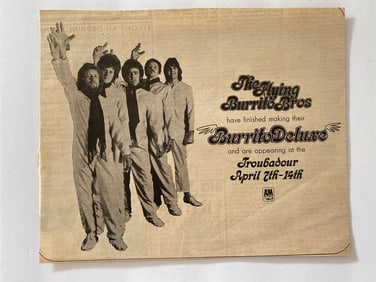 The Flying
Burrito Bros
have finished making their
Burrito Deluxe
and are appearing at the
Troubadour
April 7th-14th
AM